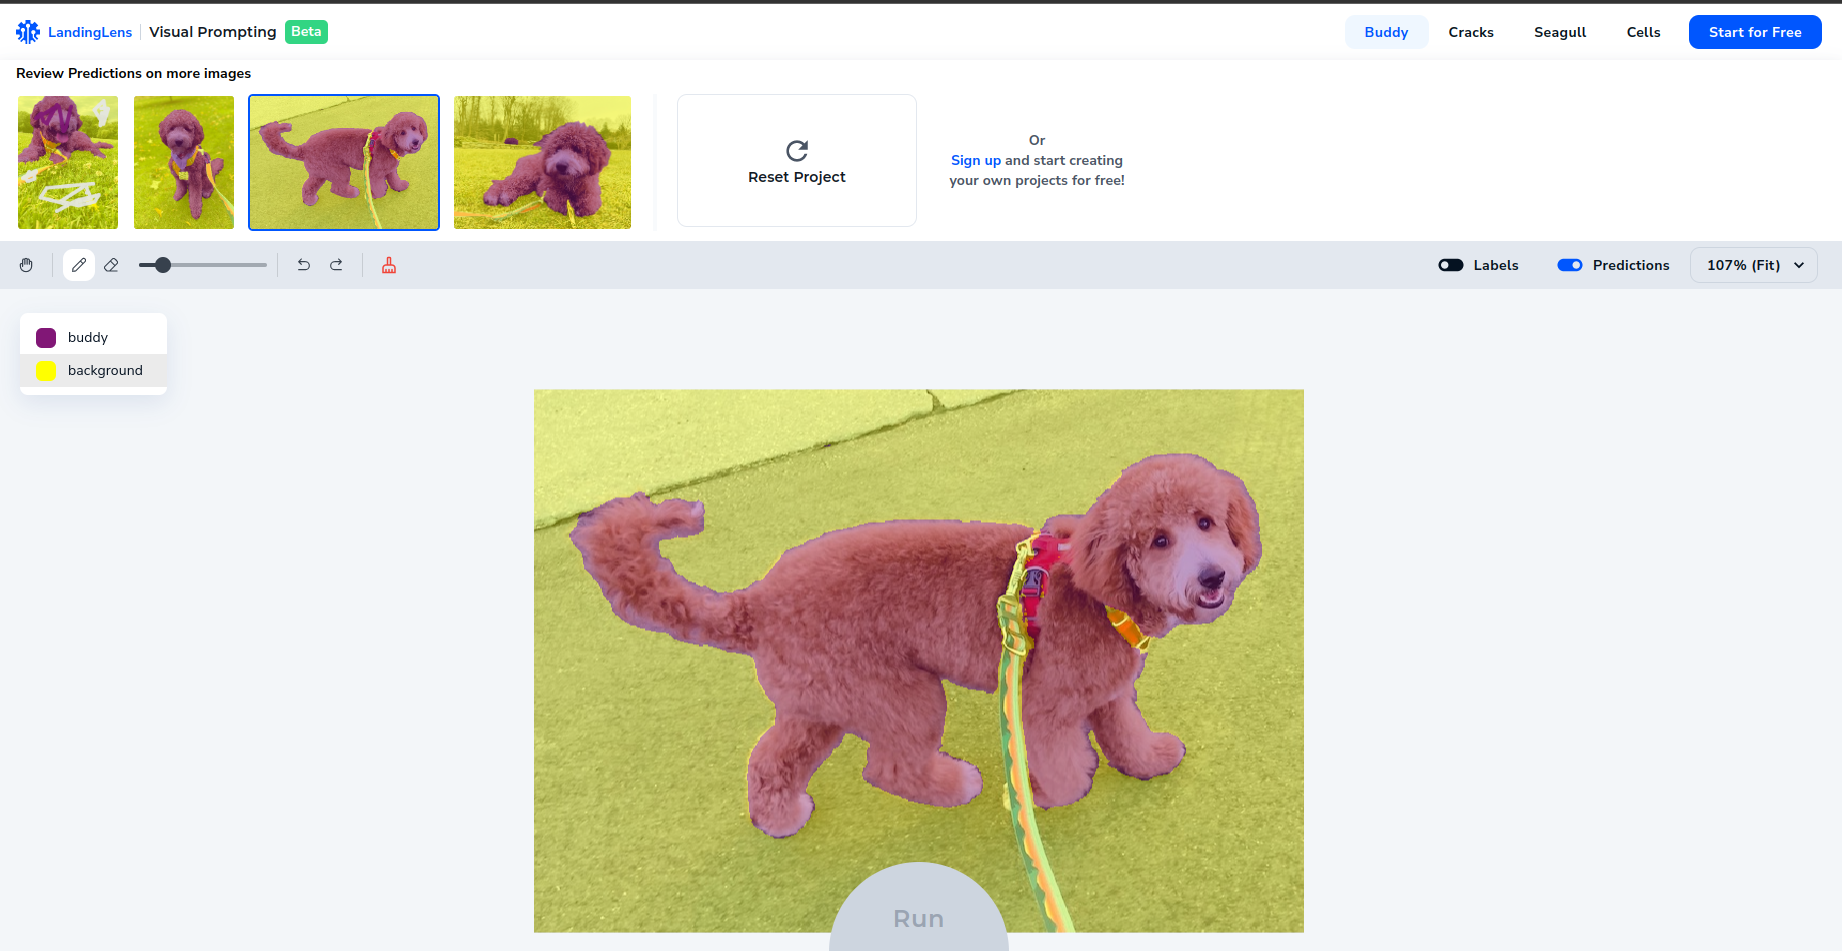 LandingLens Visual Prompting Beta
Buddy Cracks Seagull Cells Start for Free
Review Predictions on more images
Reset Project
Or
Sign up and start creating
your own projects for free!
Labels Predictions 107% (Fit)
buddy
background
Run